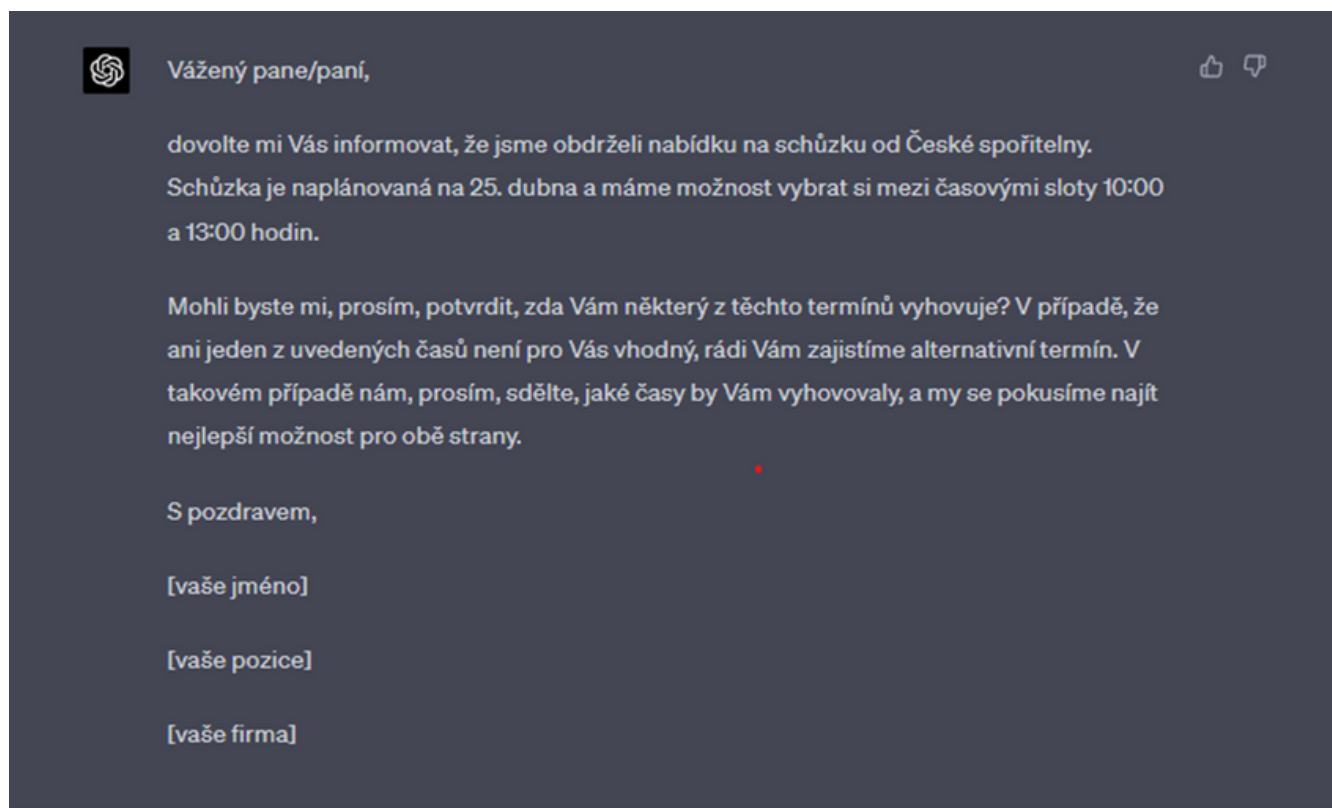 Vážený pane/paní,
dovolte mi Vás informovat, že jsme obdrželi nabídku na schůzku od České spořitelny.
Schůzka je naplánovaná na 25. dubna a máme možnost vybrat si mezi časovými sloty 10:00
a 13:00 hodin.
Mohli byste mi, prosím, potvrdit, zda Vám některý z těchto termínů vyhovuje? V případě, že
ani jeden z uvedených časů není pro Vás vhodný, rádi Vám zajistíme alternativní termín. V
takovém případě nám, prosím, sdělte, jaké časy by Vám vyhovovaly, a my se pokusíme najít
nejlepší možnost pro obě strany.
S pozdravem,
[vaše jméno]
[vaše pozice]
[vaše firma]